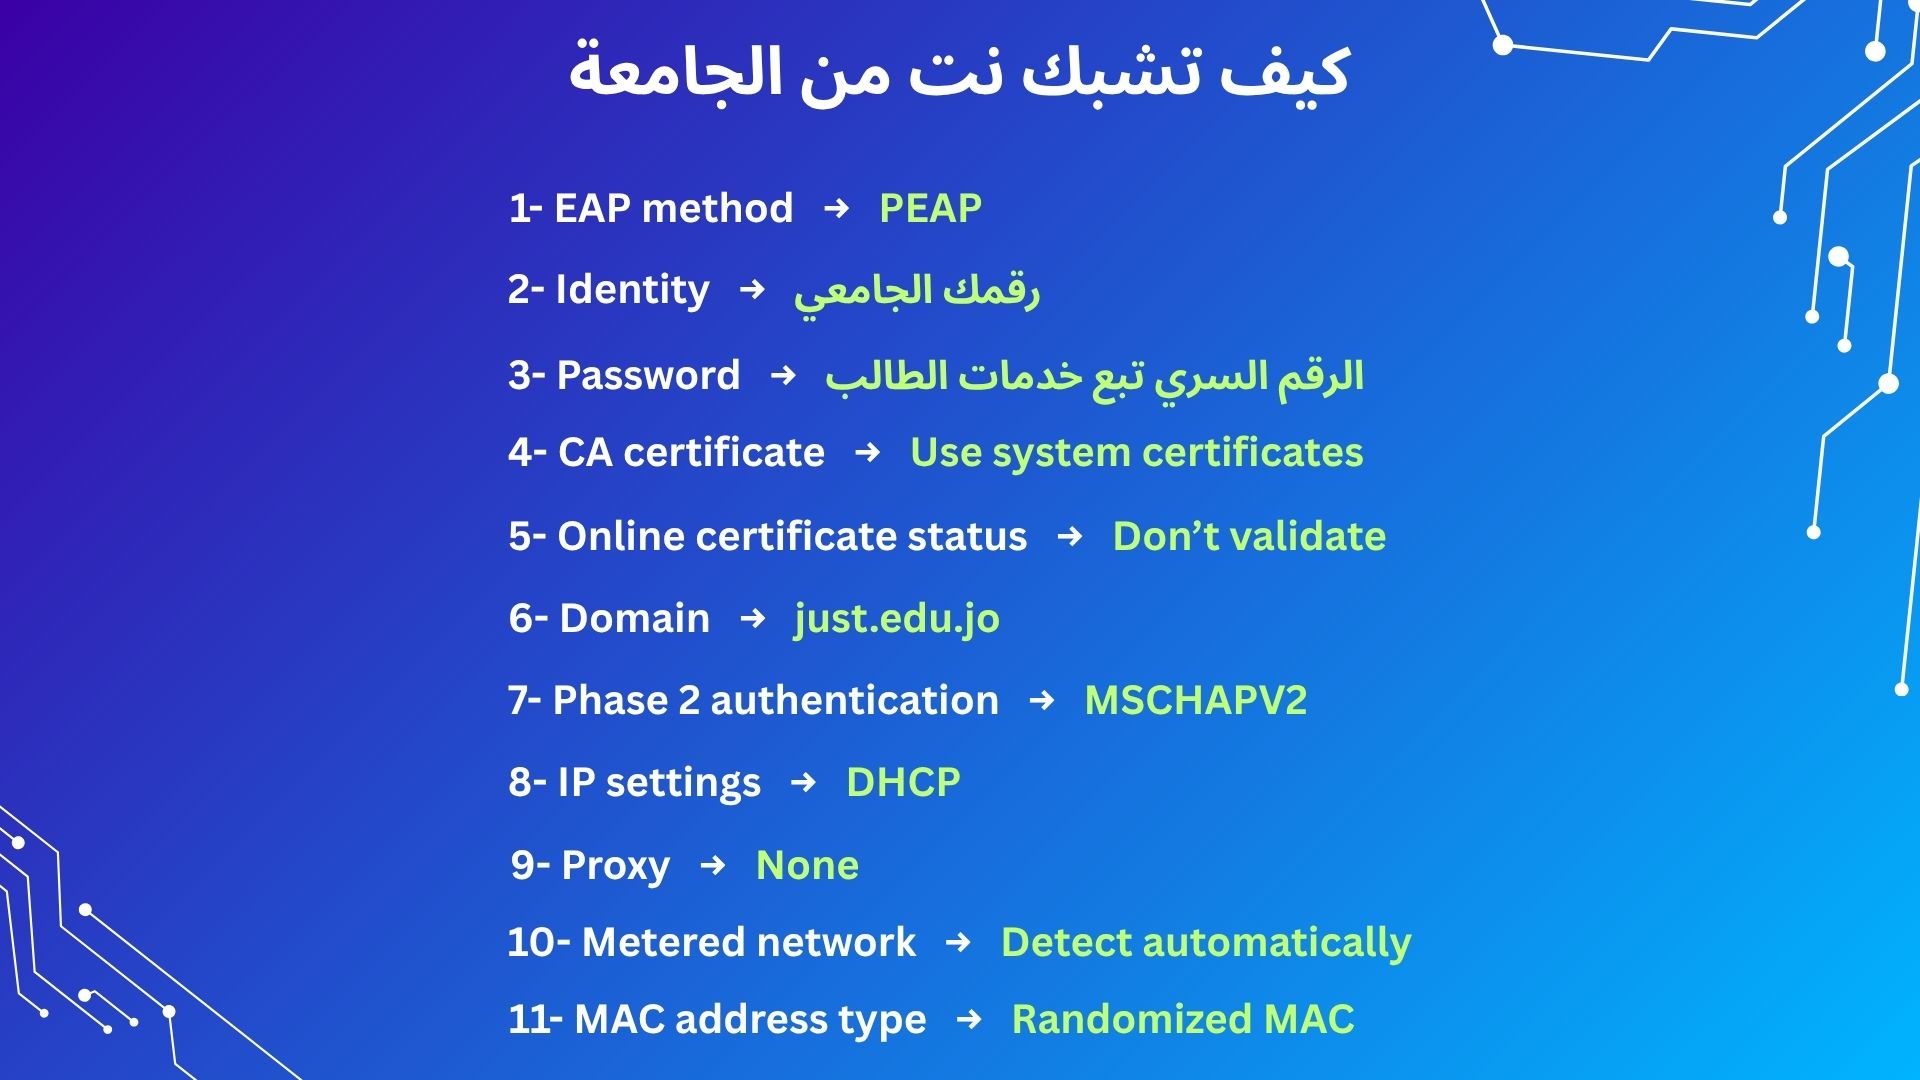 كيف تشبك نت من الجامعة
1- EAP method → PEAP
2- Identity → رقمك الجامعي
3- Password → الرقم السري تبع خدمات الطالب
4- CA certificate → Use system certificates
5- Online certificate status → Don’t validate
6- Domain → just.edu.jo
7- Phase 2 authentication → MSCHAPV2
8- IP settings → DHCP
9- Proxy → None
10- Metered network → Detect automatically
11- MAC address type → Randomized MAC